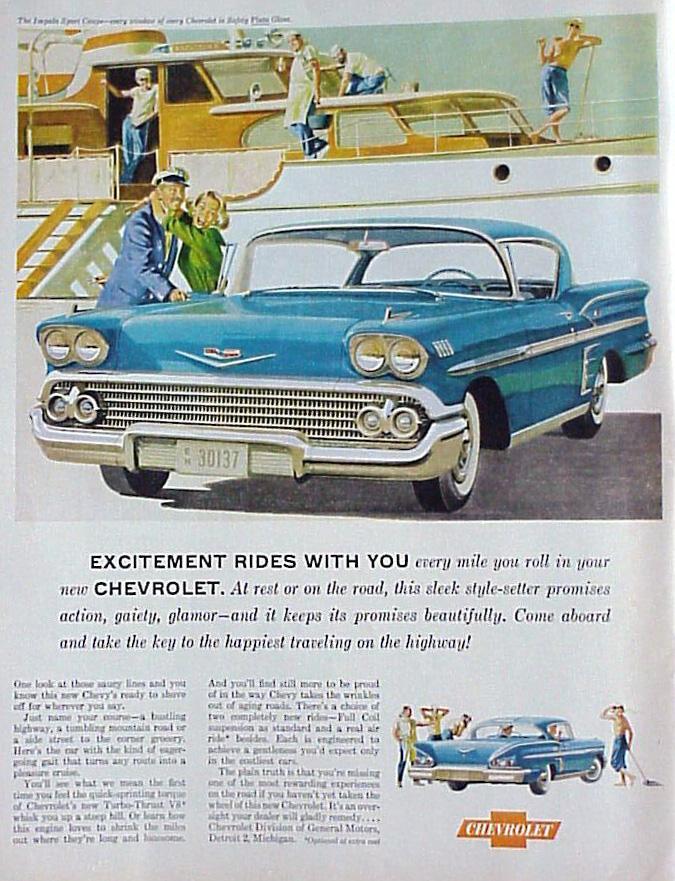 The Impala Sport Coupe—every window of every Chevrolet is Safety Plate Glass.
30137
EXCITEMENT RIDES WITH YOU every mile you roll in your
new CHEVROLET. At rest or on the road, this sleek style-setter promises
action, gaiety, glamor—and it keeps its promises beautifully. Come aboard
and take the key to the happiest traveling on the highway!
One look at those saucy lines and you
know this new Chevy's ready to shove
off for wherever you say.
Just name your course—a bustling
highway, a tumbling mountain road or
a side street to the corner grocery.
Here's the car with the kind of eager-
going gait that turns any route into a
pleasure cruise.
You'll see what we mean the first
time you feel the quick-sprinting torque
of Chevrolet's new Turbo-Thrust V8*
whisk you up a steep hill. Or learn how
this engine loves to shrink the miles
out where they're long and lonesome.
And you'll find still more to be proud
of in the way Chevy takes the wrinkles
out of aging roads. There's a choice of
two completely new rides—Full Coil
suspension as standard and a real air
ride* besides. Each is engineered to
achieve a gentleness you'd expect only
in the costliest cars.
The plain truth is that you're missing
one of the most rewarding experiences
on the road if you haven't yet taken the
wheel of this new Chevrolet. It's an over-
sight your dealer will gladly remedy. . . .
Chevrolet Division of General Motors,
Detroit 2, Michigan. *Optional at extra cost
CHEVROLET